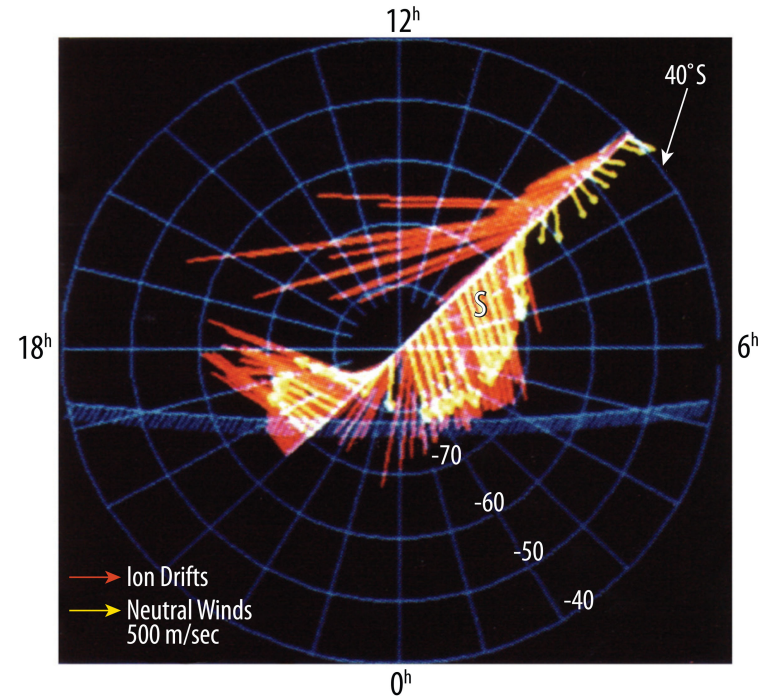 12h
40°S
S
18h
6h
-70
-60
-50
-40
Ion Drifts
Neutral Winds
500 m/sec
0h